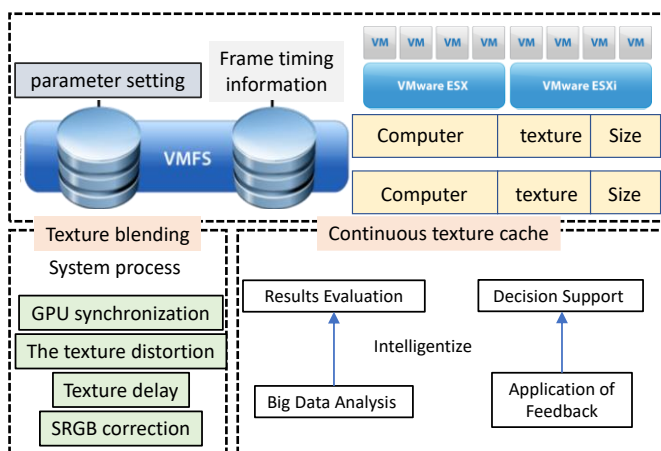 parameter setting
Frame timing
information
VM VM VM VM VM VM VM VM
VMware ESX VMware ESXi
VMFS
Computer texture Size
Computer texture Size
Texture blending
System process
GPU synchronization
The texture distortion
Texture delay
SRGB correction
Continuous texture cache
Results Evaluation Decision Support
Intelligentize
Big Data Analysis
Application of
Feedback